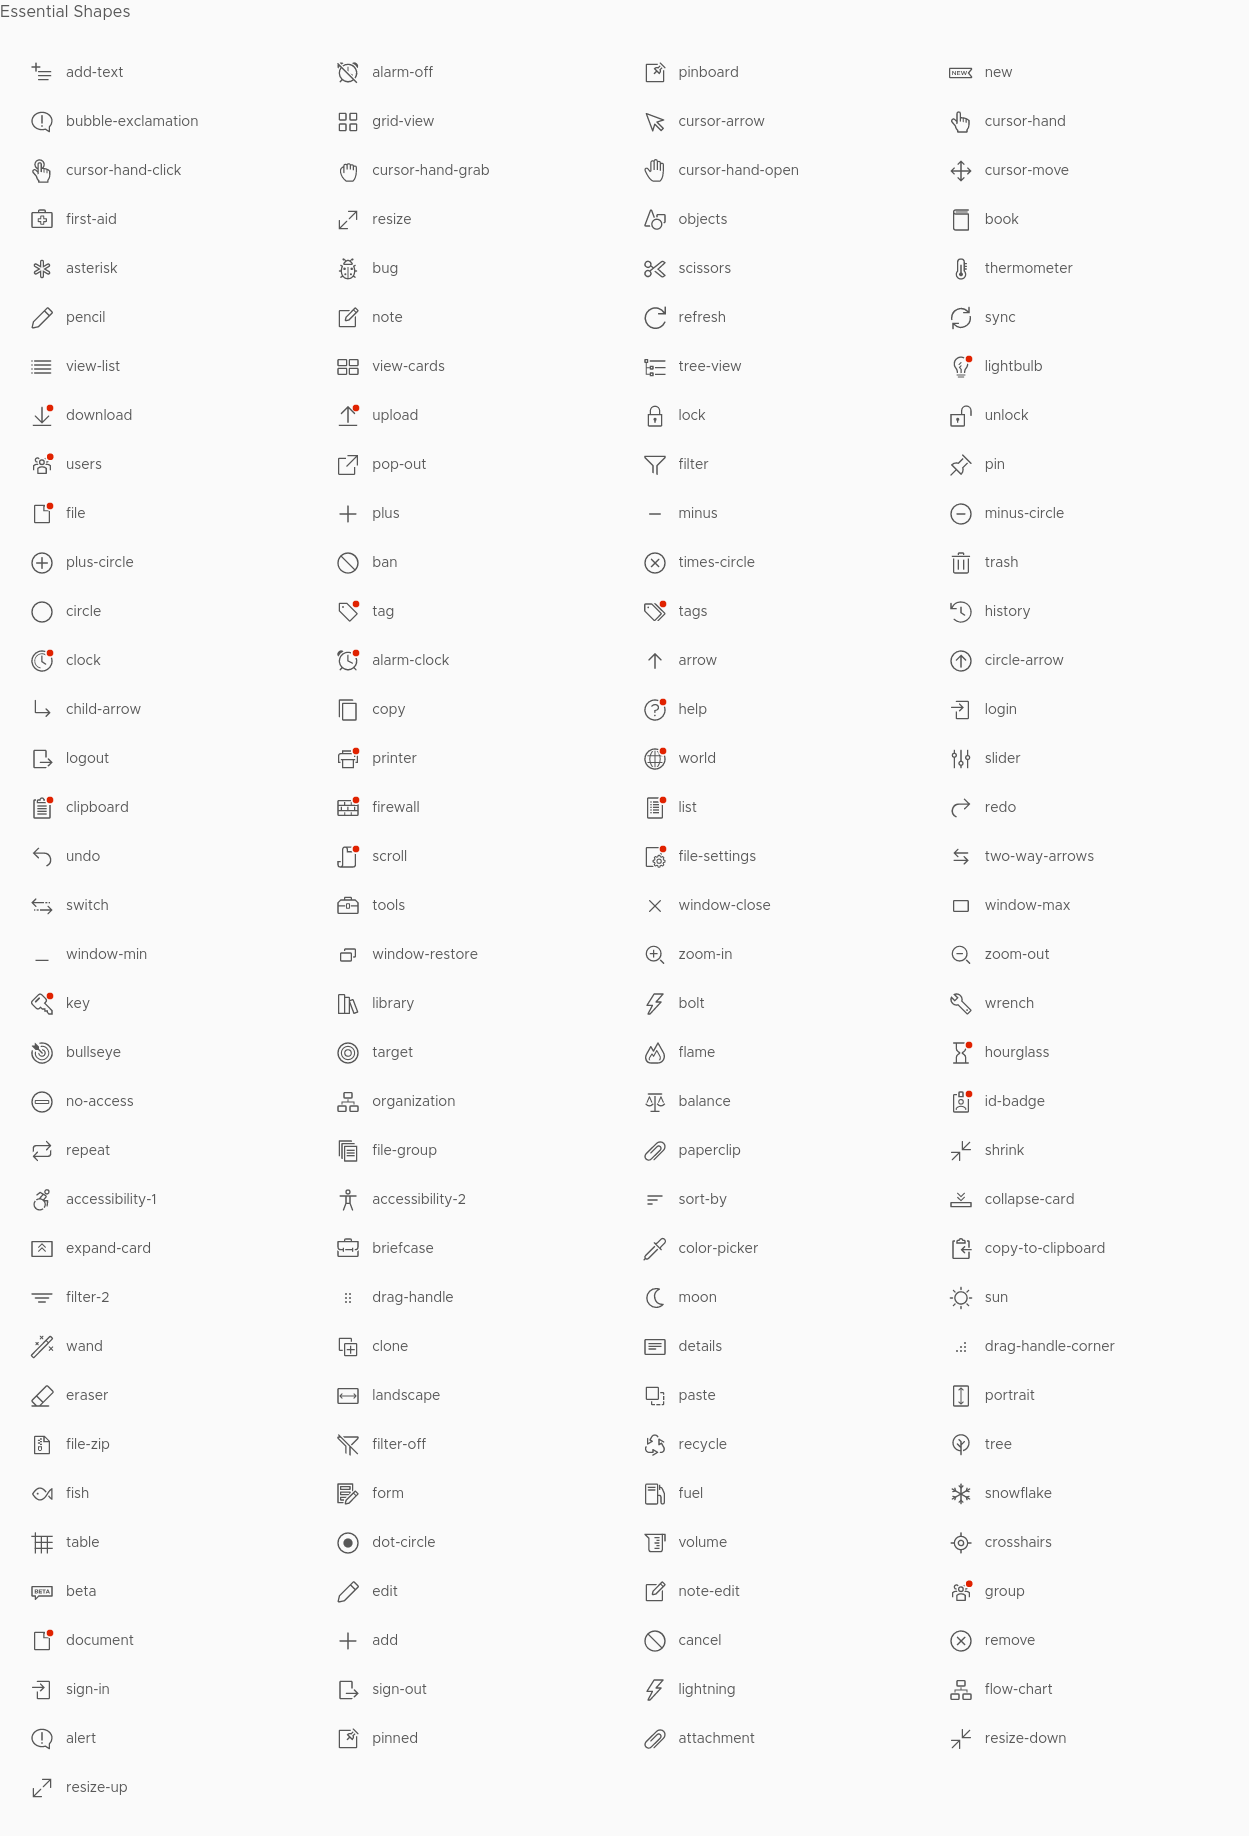 Essential Shapes
add-text alarm-off pinboard NEW new
bubble-exclamation grid-view cursor-arrow cursor-hand
cursor-hand-click cursor-hand-grab cursor-hand-open cursor-move
first-aid resize objects book
asterisk bug scissors thermometer
pencil note refresh sync
view-list view-cards tree-view lightbulb
download upload lock unlock
users pop-out filter pin
file plus minus minus-circle
plus-circle ban times-circle trash
circle tag tags history
clock alarm-clock arrow circle-arrow
child-arrow copy help login
logout printer world slider
clipboard firewall list redo
undo scroll file-settings two-way-arrows
switch tools window-close window-max
window-min window-restore zoom-in zoom-out
key library bolt wrench
bullseye target flame hourglass
no-access organization balance id-badge
repeat file-group paperclip shrink
accessibility-1 accessibility-2 sort-by collapse-card
expand-card briefcase color-picker copy-to-clipboard
filter-2 drag-handle moon sun
wand clone details drag-handle-corner
eraser landscape paste portrait
file-zip filter-off recycle tree
fish form fuel snowflake
table dot-circle volume crosshairs
BETA beta edit note-edit group
document add cancel remove
sign-in sign-out lightning flow-chart
alert pinned attachment resize-down
resize-up